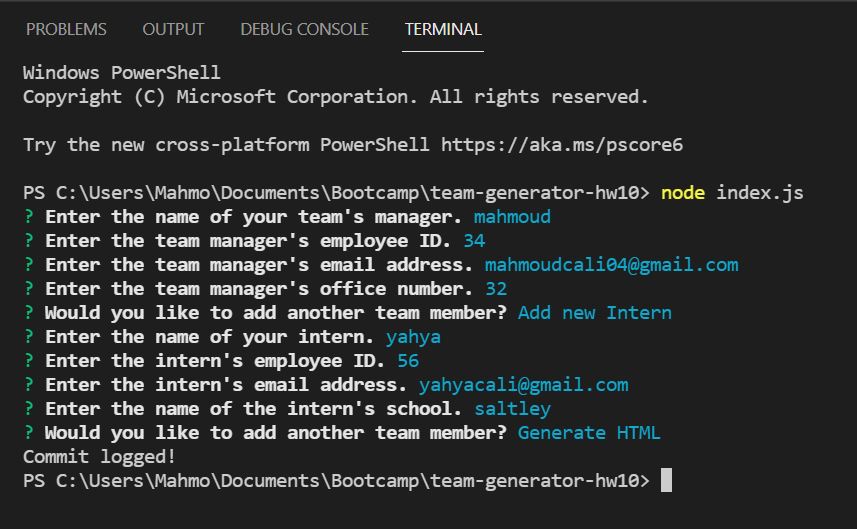 PROBLEMS OUTPUT DEBUG CONSOLE TERMINAL
Windows PowerShell
Copyright (C) Microsoft Corporation. All rights reserved.
Try the new cross-platform PowerShell https://aka.ms/pscore6
PS C:\Users\Mahmo\Documents\Bootcamp\team-generator-hw10> node index.js
? Enter the name of your team's manager. mahmoud
? Enter the team manager's employee ID. 34
? Enter the team manager's email address. mahmoudcali04@gmail.com
? Enter the team manager's office number. 32
? Would you like to add another team member? Add new Intern
? Enter the name of your intern. yahya
? Enter the intern's employee ID. 56
? Enter the intern's email address. yahyacali@gmail.com
? Enter the name of the intern's school. saltley
? Would you like to add another team member? Generate HTML
Commit logged!
PS C:\Users\Mahmo\Documents\Bootcamp\team-generator-hw10>